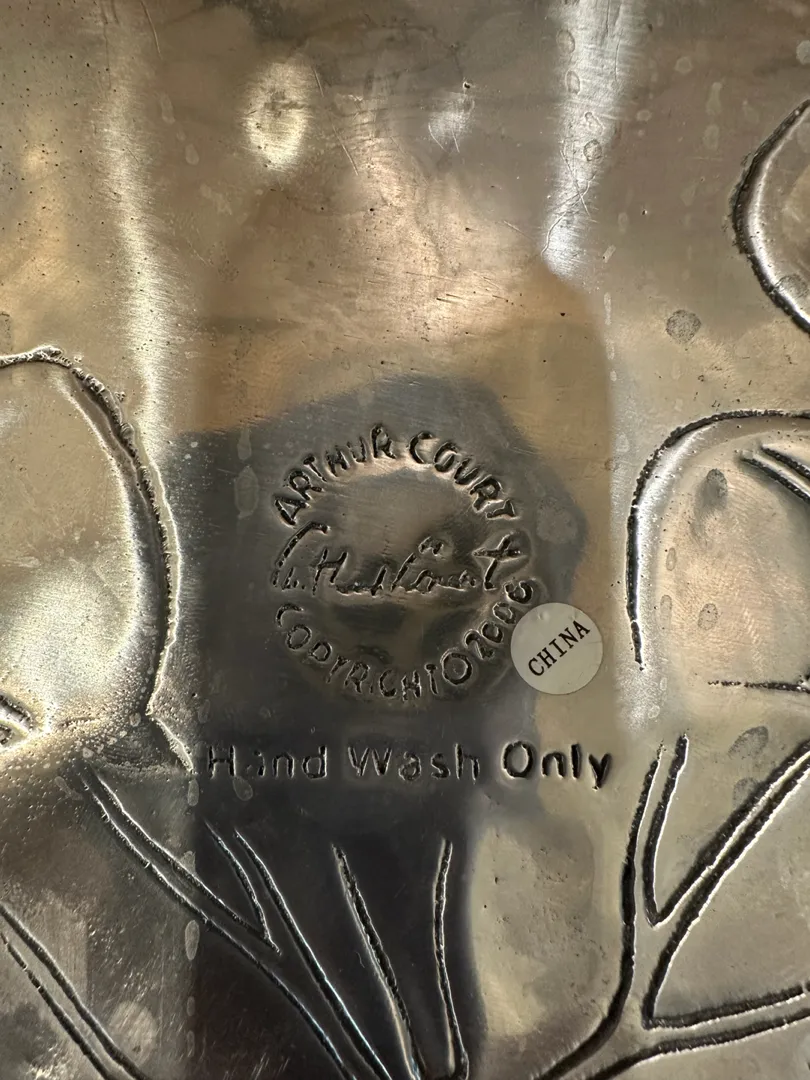 ARTHUR COURT
COPYRIGHT© 2006
CHINA
Hand Wash Only